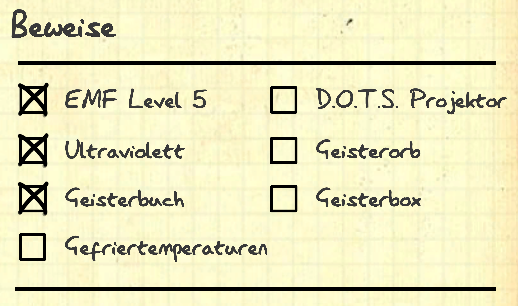 Beweise
EMF Level 5
D.O.T.S. Projektor
Ultraviolett
Geisterorb
Geisterbuch
Geisterbox
Gefriertemperaturen